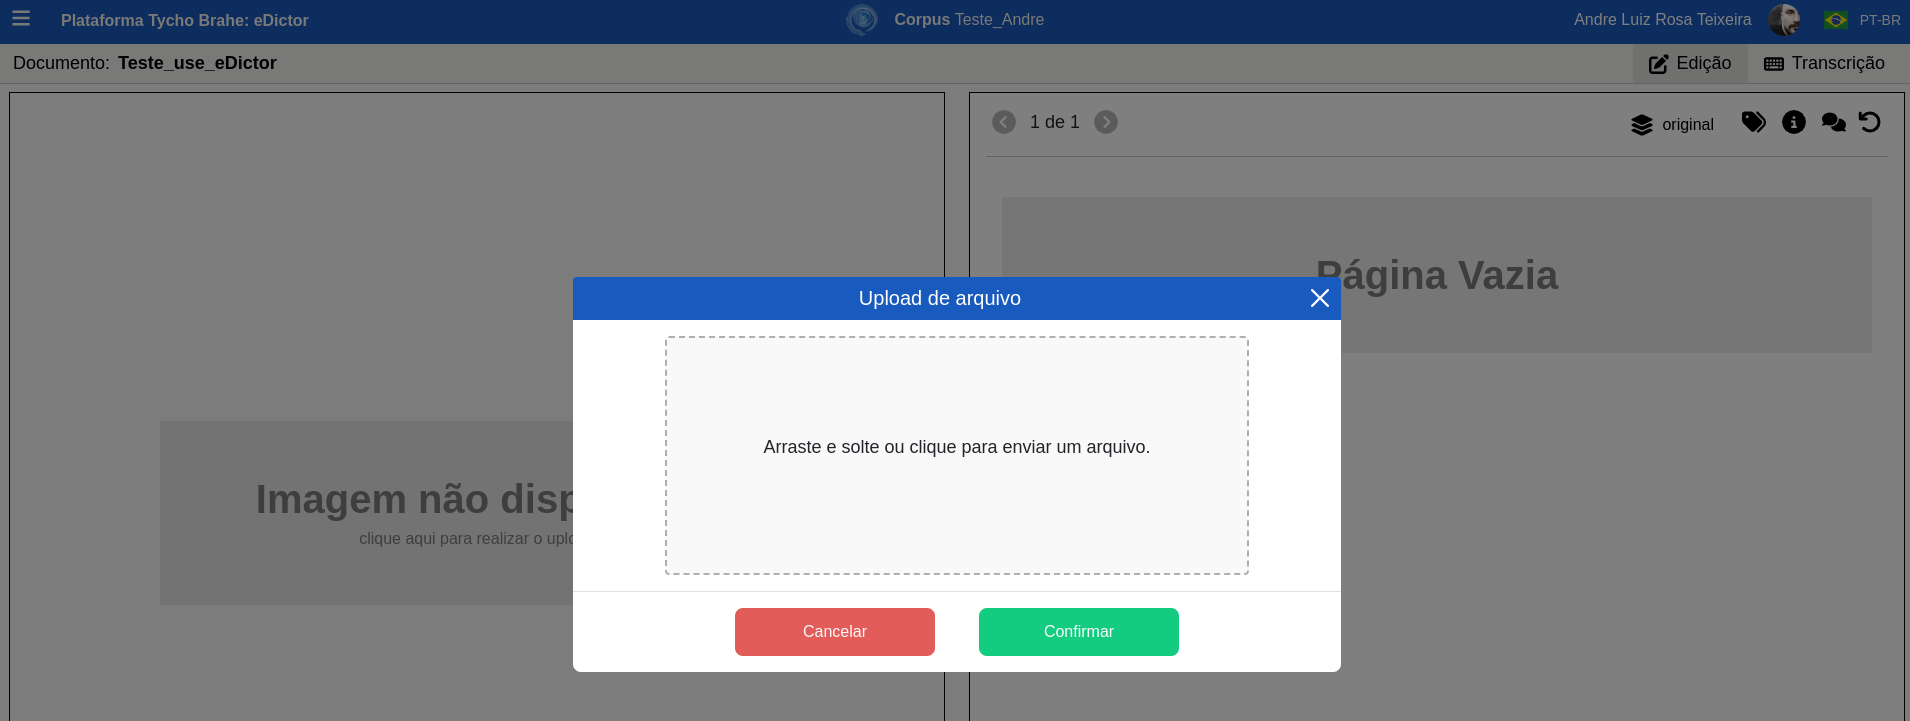 Plataforma Tycho Brahe: eDictor
Corpus Teste_Andre
Andre Luiz Rosa Teixeira
PT-BR
Documento: Teste_use_eDictor
Edição
Transcrição
1 de 1
original
Página Vazia
Upload de arquivo
Arraste e solte ou clique para enviar um arquivo.
Imagem não
clique aqui para realizar o
Cancelar
Confirmar